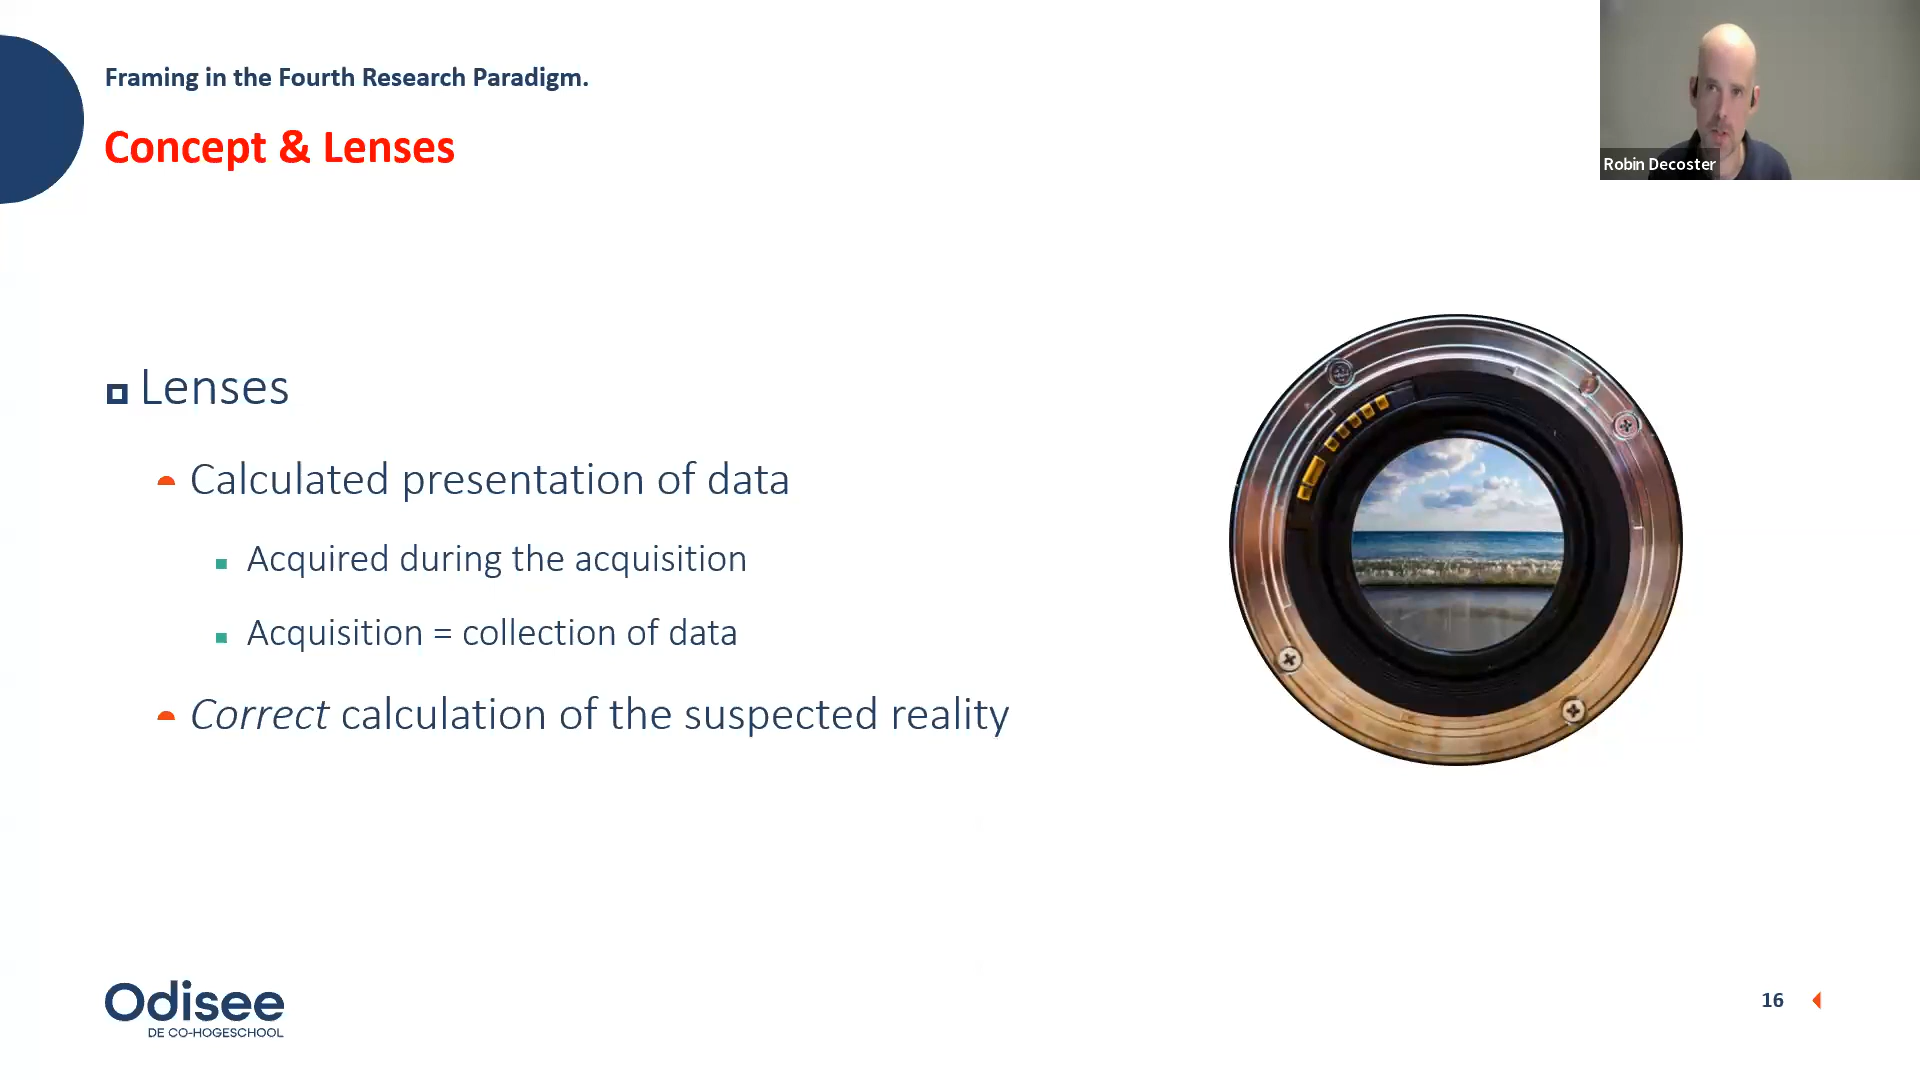 Framing in the Fourth Research Paradigm.
Concept & Lenses
Robin Decoster
Lenses
Calculated presentation of data
Acquired during the acquisition
Acquisition = collection of data
Correct calculation of the suspected reality
Odisee
DE CO-HOGESCHOOL
16